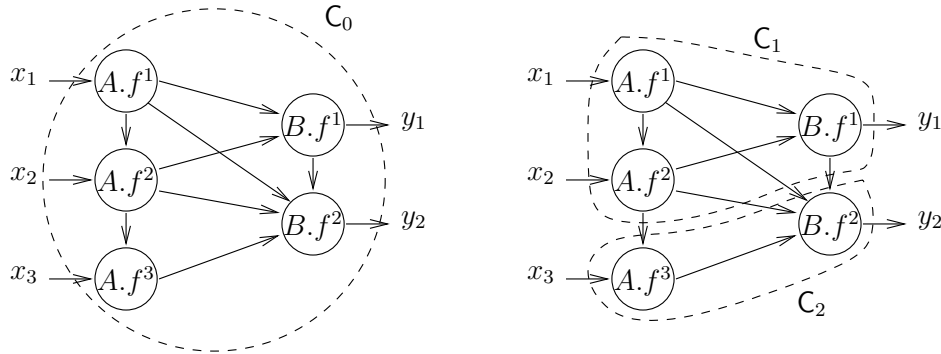 C₀
x₁ A.f¹
B.f¹ y₁
x₂ A.f²
B.f² y₂
x₃ A.f³
C₁
x₁ A.f¹
B.f¹ y₁
x₂ A.f²
B.f² y₂
x₃ A.f³
C₂